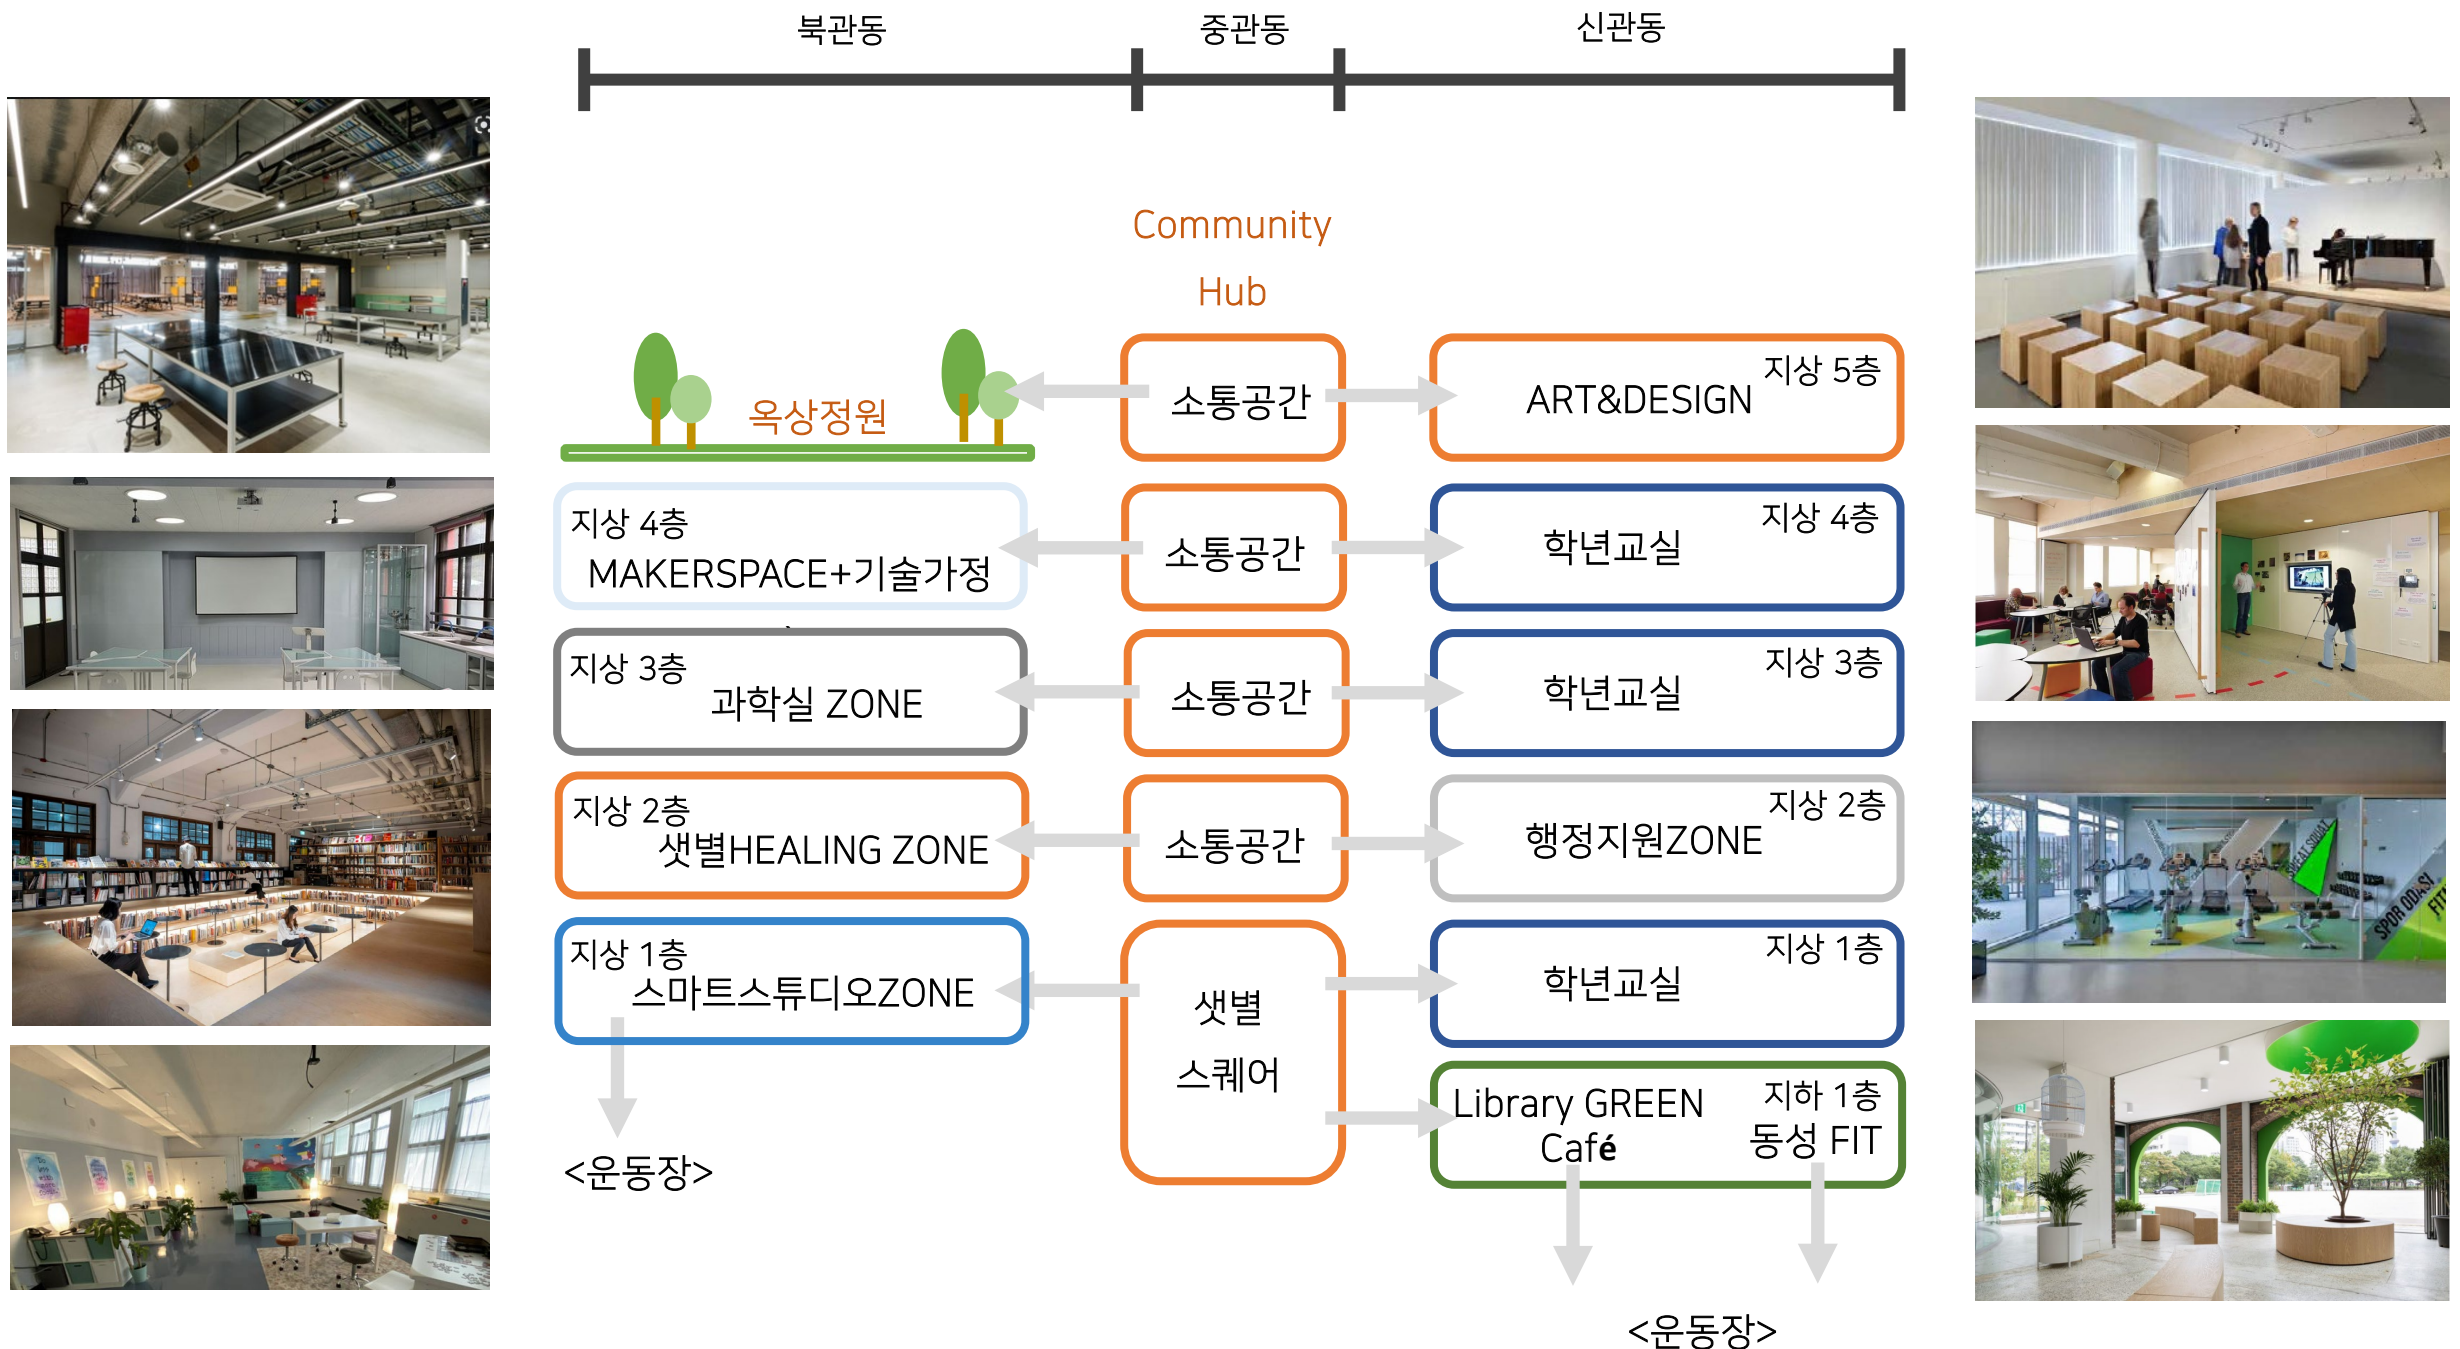 북관동
중관동
신관동
Community
Hub
옥상정원
소통공간
지상 5층
ART&DESIGN
지상 4층
MAKERSPACE+기술가정
소통공간
지상 4층
학년교실
지상 3층
과학실 ZONE
소통공간
지상 3층
학년교실
지상 2층
샛별HEALING ZONE
소통공간
지상 2층
행정지원ZONE
지상 1층
스마트스튜디오ZONE
샛별
스퀘어
지상 1층
학년교실
Library GREEN
Café
지하 1층
동성 FIT
<운동장>
<운동장>
SPOR ODASI